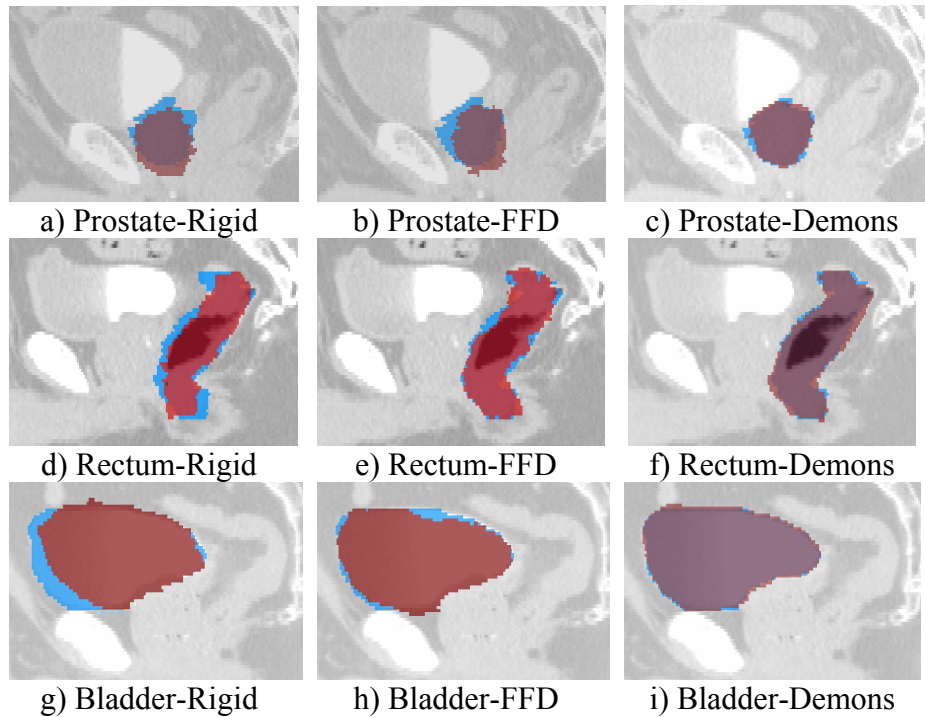 a) Prostate-Rigid b) Prostate-FFD c) Prostate-Demons
d) Rectum-Rigid e) Rectum-FFD f) Rectum-Demons
g) Bladder-Rigid h) Bladder-FFD i) Bladder-Demons